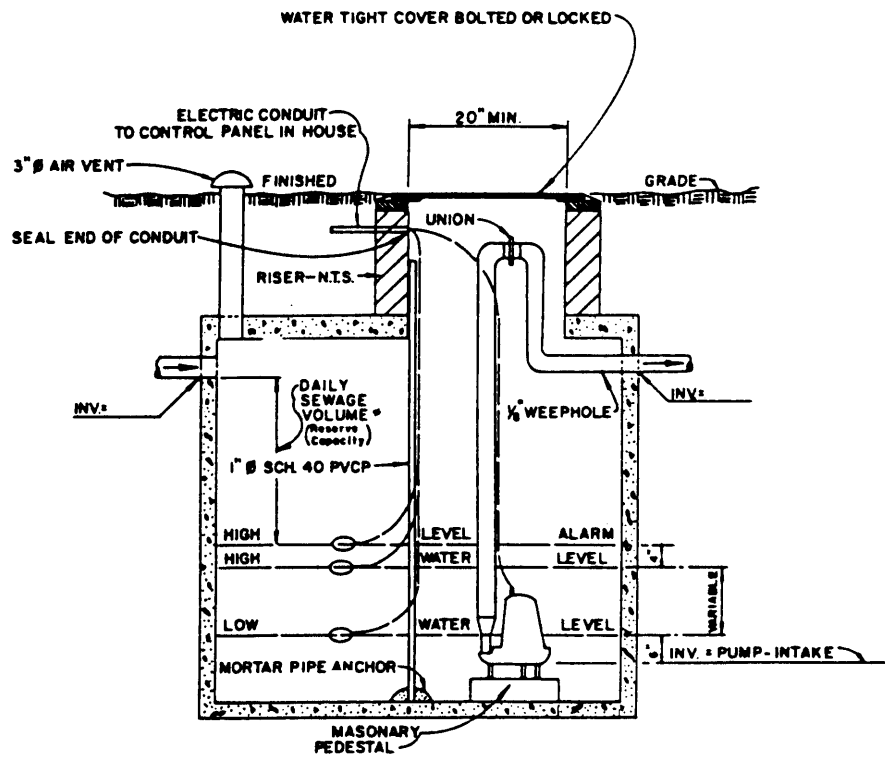 WATER TIGHT COVER BOLTED OR LOCKED
ELECTRIC CONDUIT
TO CONTROL PANEL IN HOUSE
20" MIN.
3" Ø AIR VENT
FINISHED
GRADE
UNION
SEAL END OF CONDUIT
RISER-N.T.S.
INV.=
DAILY
SEWAGE
VOLUME =
(Reserve
Capacity)
1/8" WEEPHOLE
INV.=
1" Ø SCH. 40 PVCP
HIGH LEVEL ALARM
HIGH WATER LEVEL
VARIABLE
LOW WATER LEVEL
INV. = PUMP-INTAKE
MORTAR PIPE ANCHOR
MASONARY
PEDESTAL